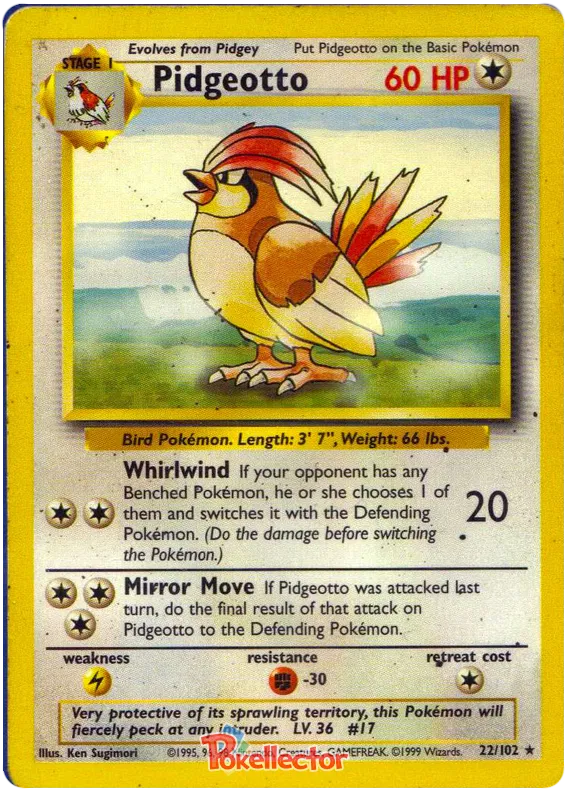 Evolves from Pidgey Put Pidgeotto on the Basic Pokémon
STAGE 1
Pidgeotto 60 HP
Bird Pokémon. Length: 3' 7", Weight: 66 lbs.
Whirlwind If your opponent has any
Benched Pokémon, he or she chooses 1 of
them and switches it with the Defending
Pokémon. (Do the damage before switching
the Pokémon.)
20
Mirror Move If Pidgeotto was attacked last
turn, do the final result of that attack on
Pidgeotto to the Defending Pokémon.
weakness resistance retreat cost
-30
Very protective of its sprawling territory, this Pokémon will
fiercely peck at any intruder. LV. 36 #17
Illus. Ken Sugimori ©1995, 96, 98 Nintendo, Creatures, GAMEFREAK. ©1999 Wizards. 22/102 ★
Pokellector